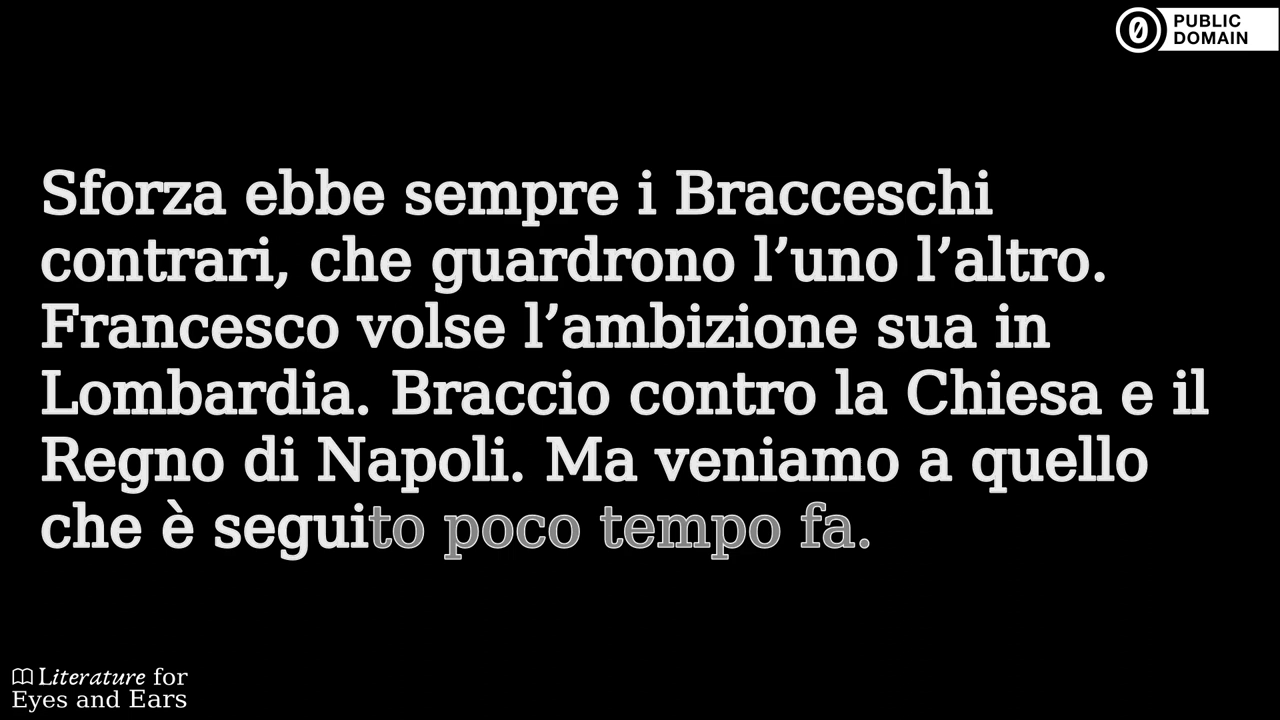 PUBLIC
DOMAIN
Sforza ebbe sempre i Bracceschi
contrari, che guardrono l’uno l’altro.
Francesco volse l’ambizione sua in
Lombardia. Braccio contro la Chiesa e il
Regno di Napoli. Ma veniamo a quello
che è seguito poco tempo fa.
Literature for
Eyes and Ears